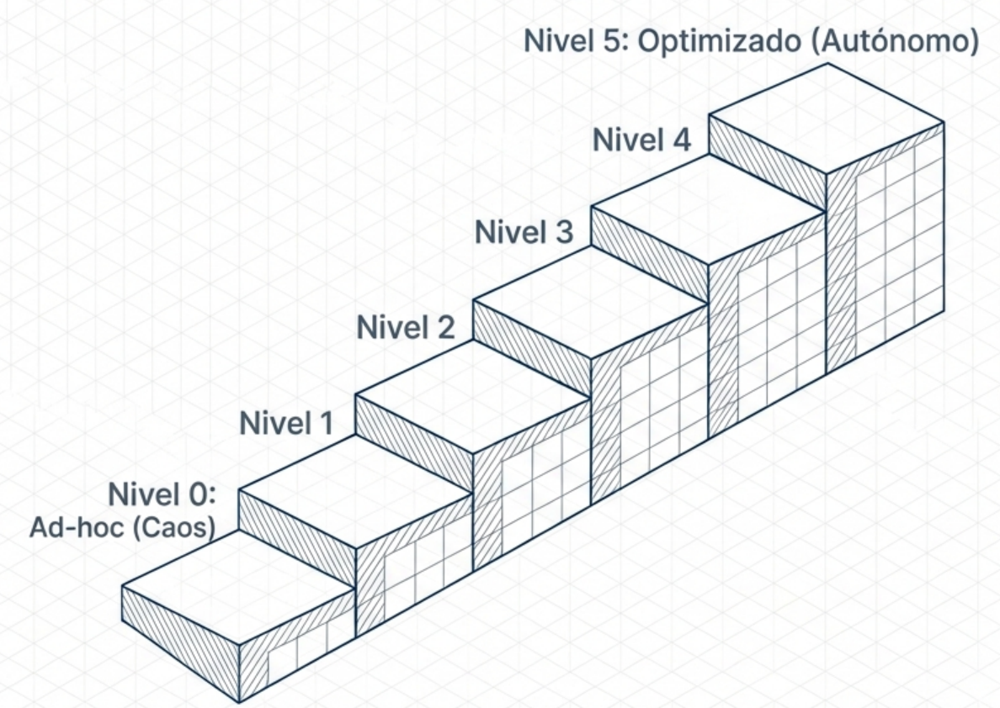 Nivel 5: Optimizado (Autónomo)
Nivel 4
Nivel 3
Nivel 2
Nivel 1
Nivel 0:
Ad-hoc (Caos)